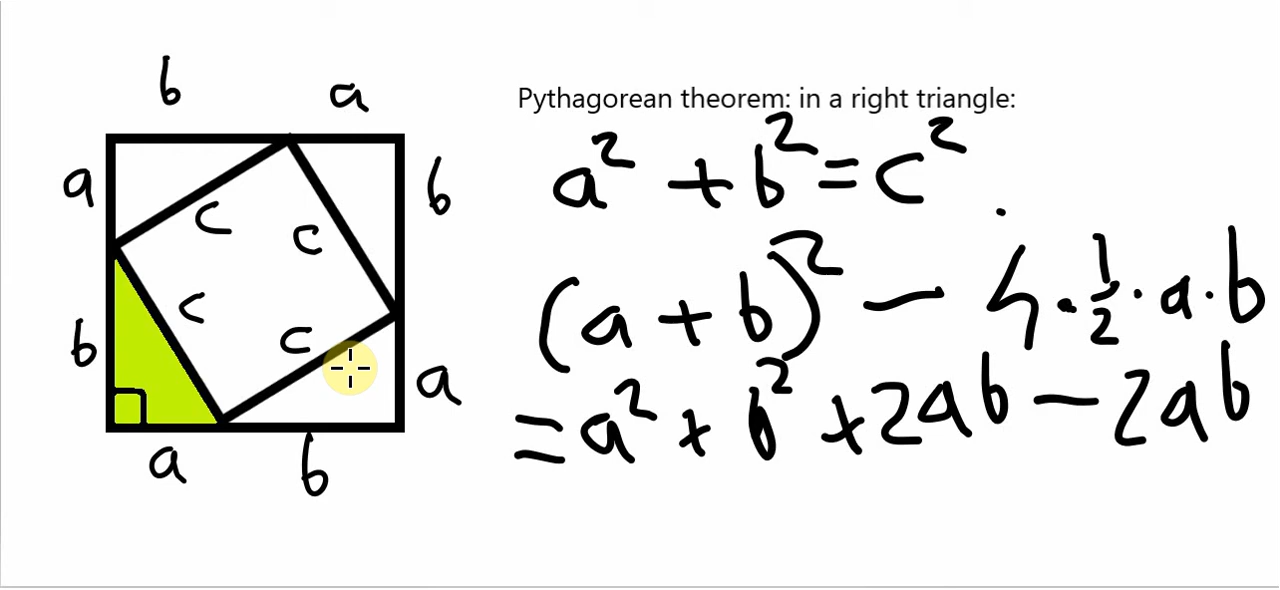 b a
a b
c c
c
c
b a
a b
Pythagorean theorem: in a right triangle:
a² + b² = c².
(a + b)² − 4 · ½ · a · b
= a² + b² + 2ab − 2ab